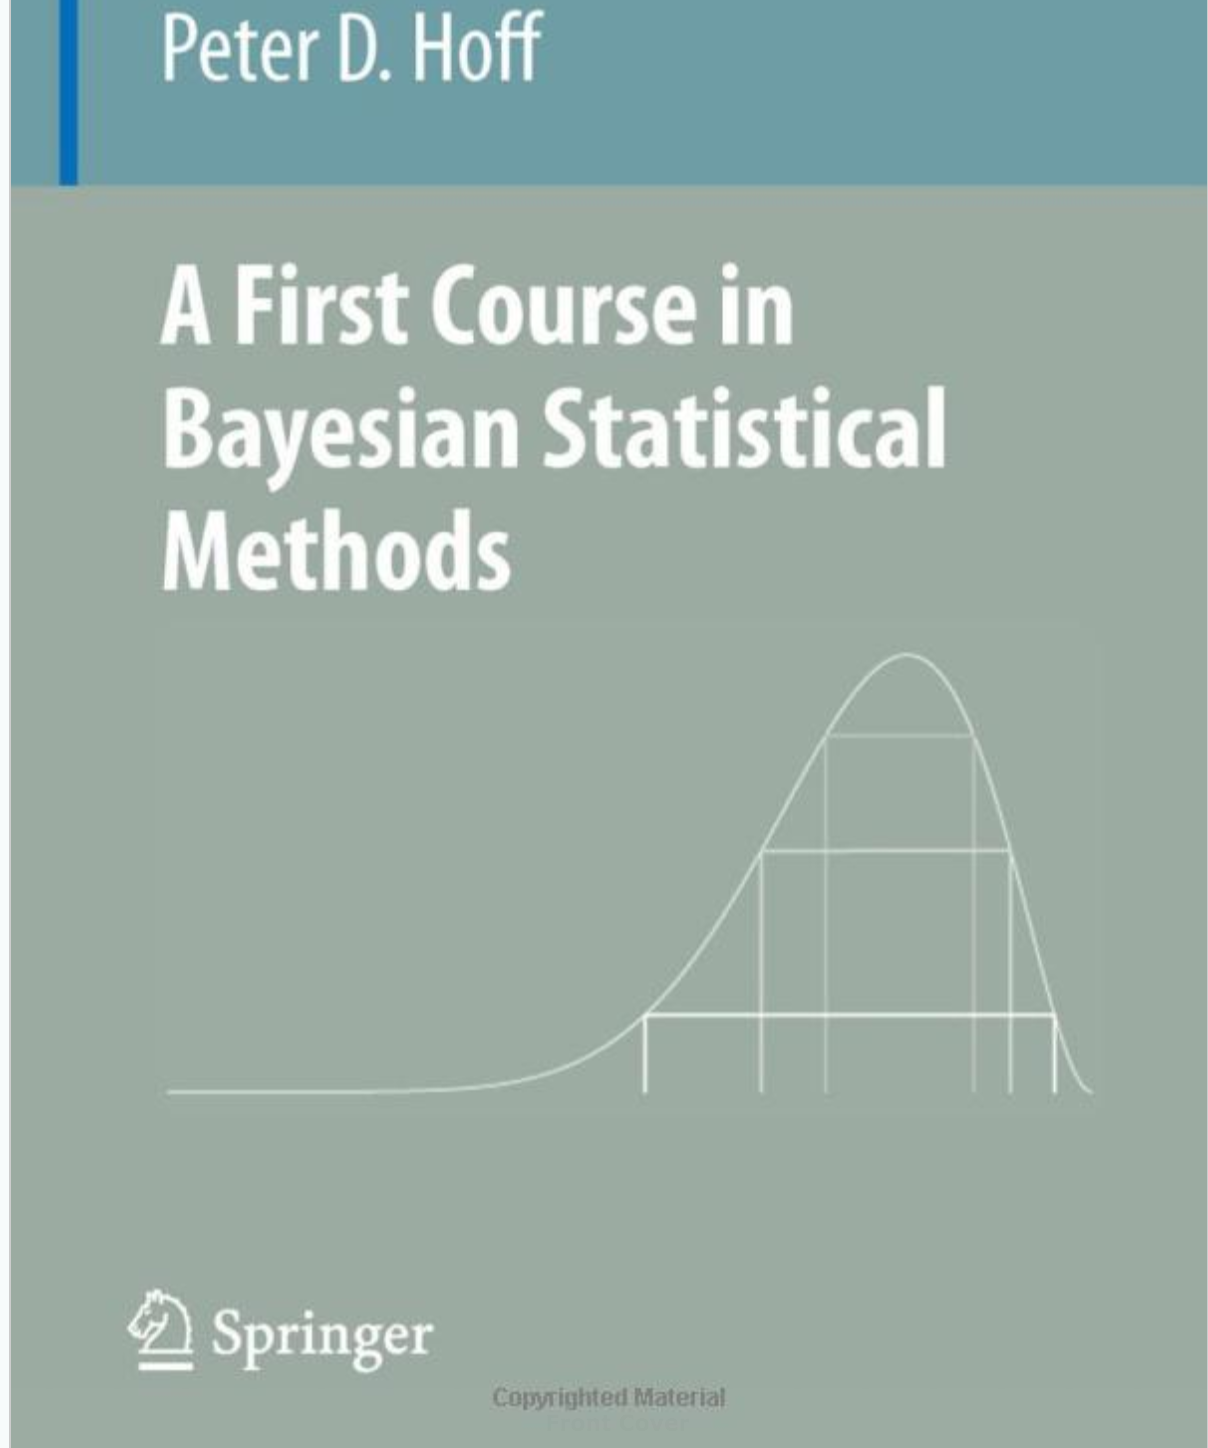 Peter D. Hoff
A First Course in
Bayesian Statistical
Methods
Springer
Copyrighted Material
Front Cover